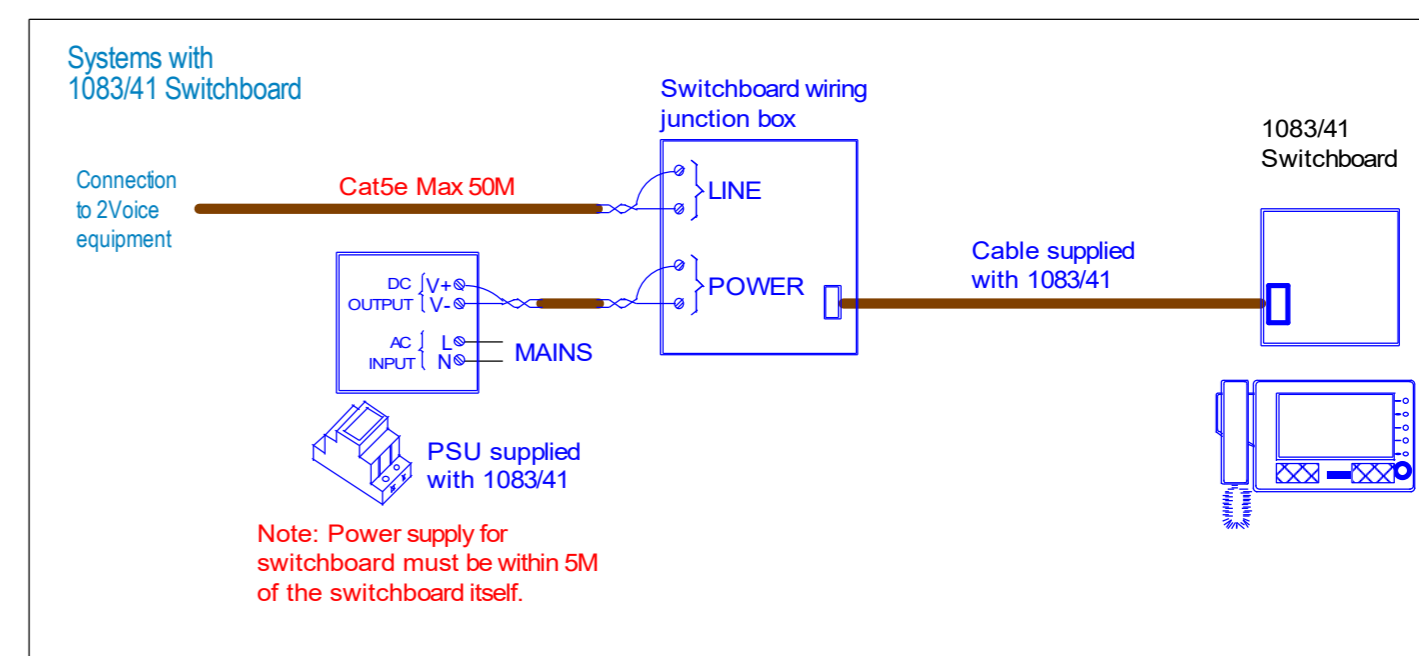 Systems with
1083/41 Switchboard
Switchboard wiring
junction box
1083/41
Switchboard
Connection
to 2Voice
equipment
Cat5e Max 50M
LINE
Cable supplied
with 1083/41
DC
OUTPUT
V+
V-
POWER
AC
INPUT
L
N
MAINS
PSU supplied
with 1083/41
Note: Power supply for
switchboard must be within 5M
of the switchboard itself.